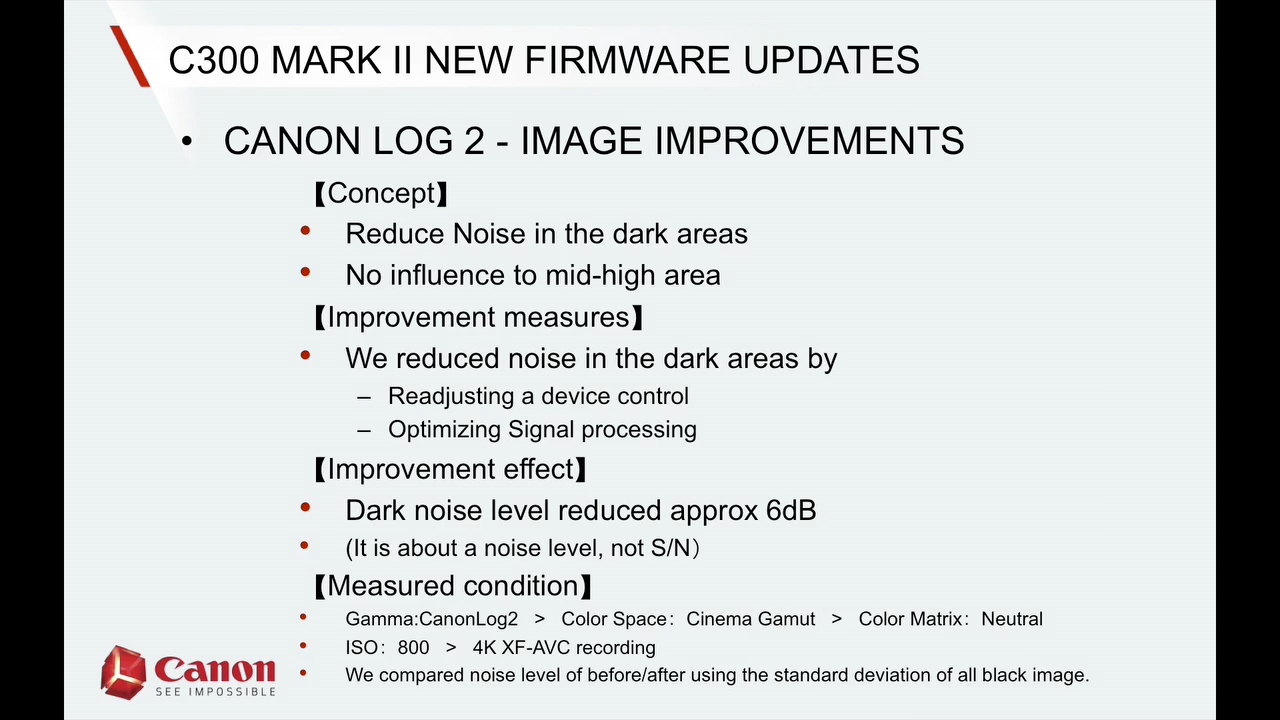 C300 MARK II NEW FIRMWARE UPDATES
• CANON LOG 2 - IMAGE IMPROVEMENTS
【Concept】
• Reduce Noise in the dark areas
• No influence to mid-high area
【Improvement measures】
• We reduced noise in the dark areas by
– Readjusting a device control
– Optimizing Signal processing
【Improvement effect】
• Dark noise level reduced approx 6dB
• (It is about a noise level, not S/N）
【Measured condition】
• Gamma:CanonLog2 > Color Space： Cinema Gamut > Color Matrix： Neutral
• ISO： 800 > 4K XF-AVC recording
• We compared noise level of before/after using the standard deviation of all black image.
Canon
SEE IMPOSSIBLE